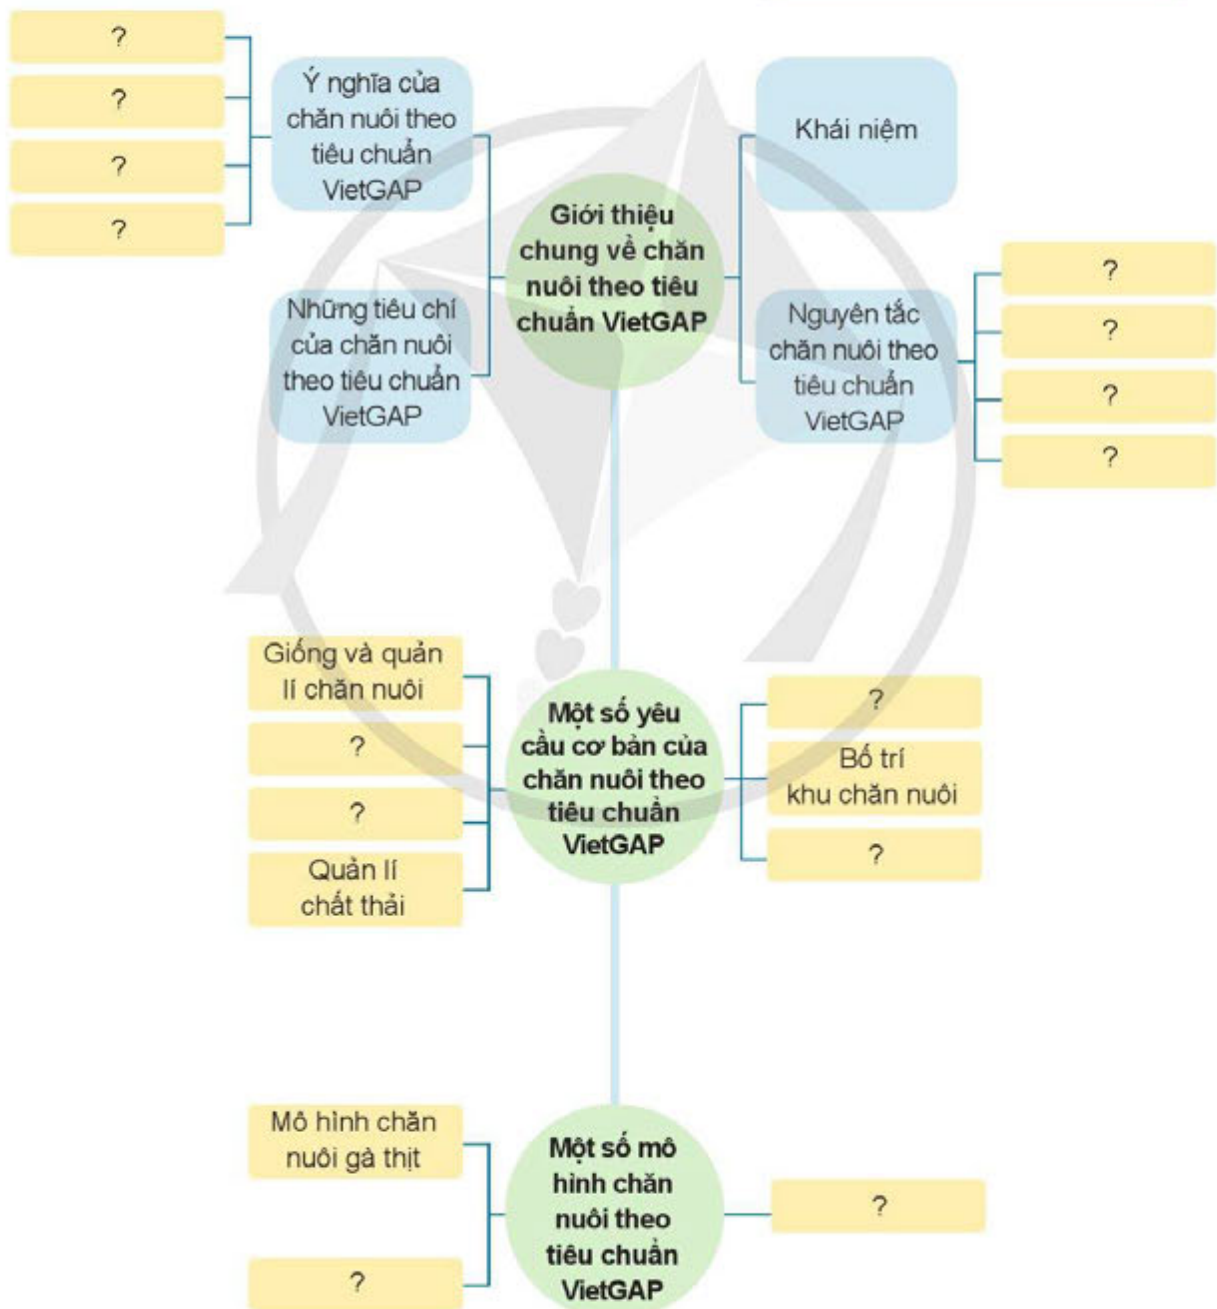 ?
?
?
?
Ý nghĩa của
chăn nuôi theo
tiêu chuẩn
VietGAP
Những tiêu chí
của chăn nuôi
theo tiêu chuẩn
VietGAP
Giới thiệu
chung về chăn
nuôi theo tiêu
chuẩn VietGAP
Khái niệm
Nguyên tắc
chăn nuôi theo
tiêu chuẩn
VietGAP
?
?
?
?
Giống và quản
lí chăn nuôi
?
?
Quản lí
chất thải
Một số yêu
cầu cơ bản của
chăn nuôi theo
tiêu chuẩn
VietGAP
?
Bố trí
khu chăn nuôi
?
Mô hình chăn
nuôi gà thịt
?
Một số mô
hình chăn
nuôi theo
tiêu chuẩn
VietGAP
?